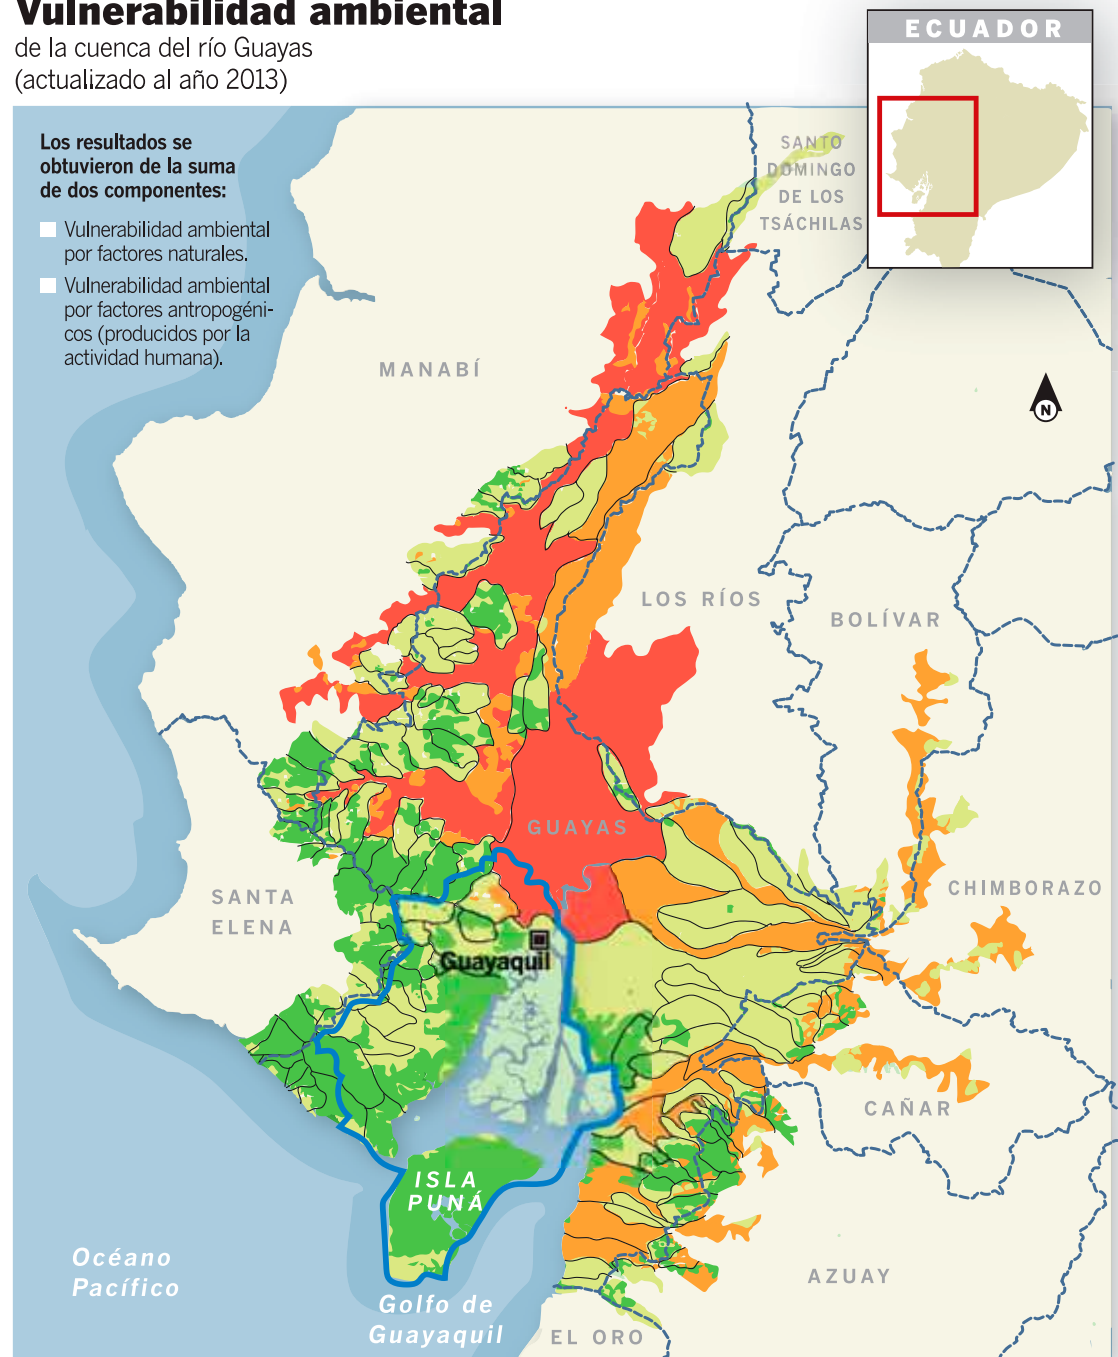 Vulnerabilidad ambiental
de la cuenca del río Guayas
(actualizado al año 2013)
ECUADOR
Los resultados se
obtuvieron de la suma
de dos componentes:
Vulnerabilidad ambiental
por factores naturales.
Vulnerabilidad ambiental
por factores antropogéni-
cos (producidos por la
actividad humana).
SANTO
DOMINGO
DE LOS
TSÁCHILAS
MANABÍ
N
LOS RÍOS
BOLÍVAR
GUAYAS
CHIMBORAZO
SANTA
ELENA
Guayaquil
CAÑAR
ISLA
PUNÁ
Océano
Pacífico
AZUAY
Golfo de
Guayaquil
EL ORO